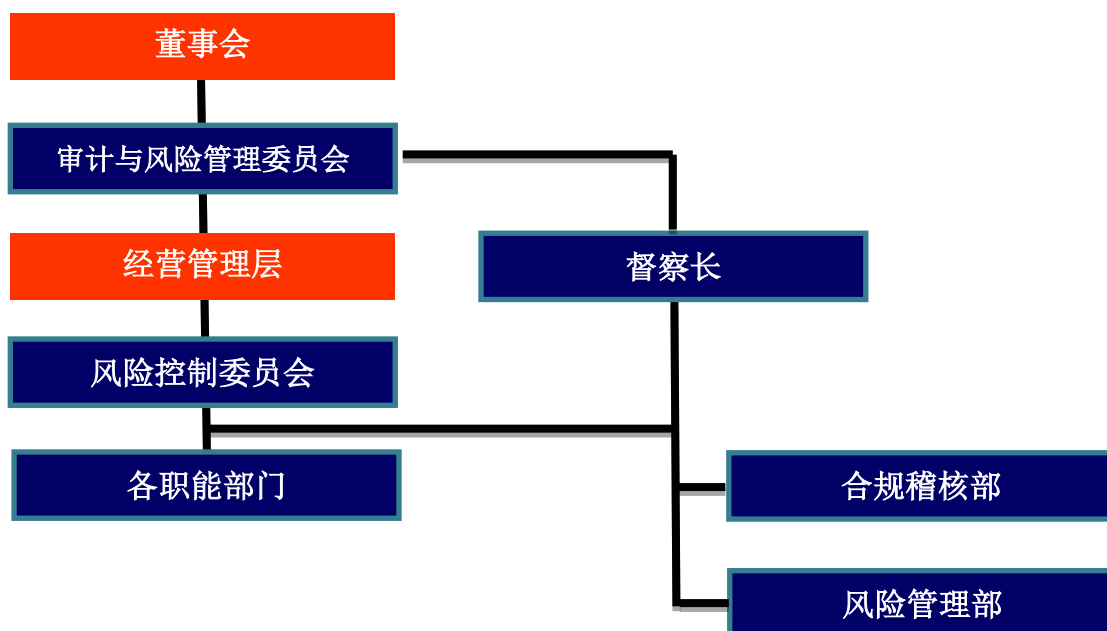 董事会
审计与风险管理委员会
经营管理层
督察长
风险控制委员会
各职能部门
合规稽核部
风险管理部